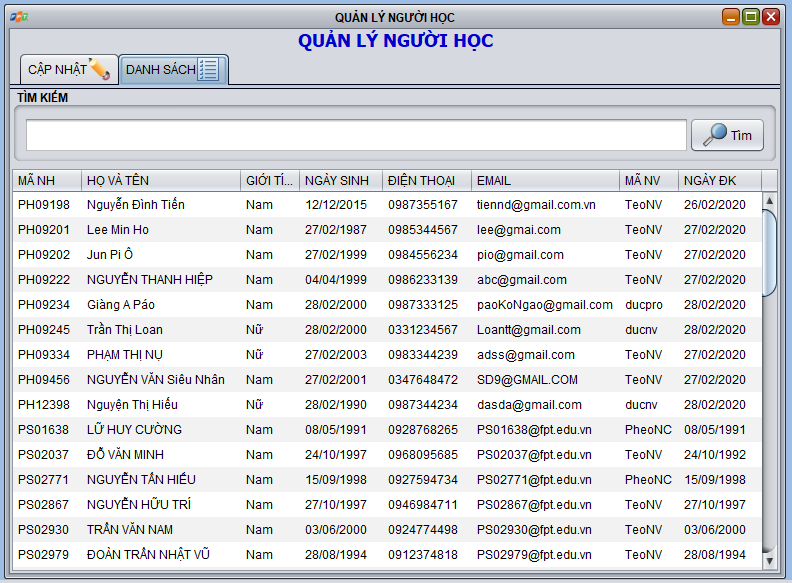 QUẢN LÝ NGƯỜI HỌC
QUẢN LÝ NGƯỜI HỌC
CẬP NHẬT DANH SÁCH
TÌM KIẾM
Tìm
MÃ NH HỌ VÀ TÊN GIỚI TÍ... NGÀY SINH ĐIỆN THOẠI EMAIL MÃ NV NGÀY ĐK
PH09198 Nguyễn Đình Tiến Nam 12/12/2015 0987355167 tiennd@gmail.com.vn TeoNV 26/02/2020
PH09201 Lee Min Ho Nam 27/02/1987 0985344567 lee@gmai.com TeoNV 27/02/2020
PH09202 Jun Pi Ô Nam 27/02/1999 0984556234 pio@gmail.com TeoNV 27/02/2020
PH09222 NGUYỄN THANH HIỆP Nam 04/04/1999 0986233139 abc@gmail.com TeoNV 27/02/2020
PH09234 Giàng A Páo Nam 28/02/2000 0987333125 paoKoNgao@gmail.com ducpro 28/02/2020
PH09245 Trần Thị Loan Nữ 28/02/2000 0331234567 Loantt@gmail.com ducnv 28/02/2020
PH09334 PHẠM THỊ NỤ Nữ 27/02/2003 0983344239 adss@gmail.com TeoNV 27/02/2020
PH09456 NGUYỄN VĂN Siêu Nhân Nam 27/02/2001 0347648472 SD9@GMAIL.COM TeoNV 27/02/2020
PH12398 Nguyện Thị Hiếu Nữ 28/02/1990 0987344234 dasda@gmail.com ducnv 28/02/2020
PS01638 LỮ HUY CƯỜNG Nam 08/05/1991 0928768265 PS01638@fpt.edu.vn PheoNC 08/05/1991
PS02037 ĐỖ VĂN MINH Nam 24/10/1997 0968095685 PS02037@fpt.edu.vn TeoNV 24/10/1992
PS02771 NGUYỄN TẤN HIẾU Nam 15/09/1998 0927594734 PS02771@fpt.edu.vn PheoNC 15/09/1998
PS02867 NGUYỄN HỮU TRÍ Nam 27/10/1997 0946984711 PS02867@fpt.edu.vn TeoNV 27/10/1997
PS02930 TRẦN VĂN NAM Nam 03/06/2000 0924774498 PS02930@fpt.edu.vn TeoNV 03/06/2000
PS02979 ĐOÀN TRẦN NHẬT VŨ Nam 28/08/1994 0912374818 PS02979@fpt.edu.vn TeoNV 28/08/1994